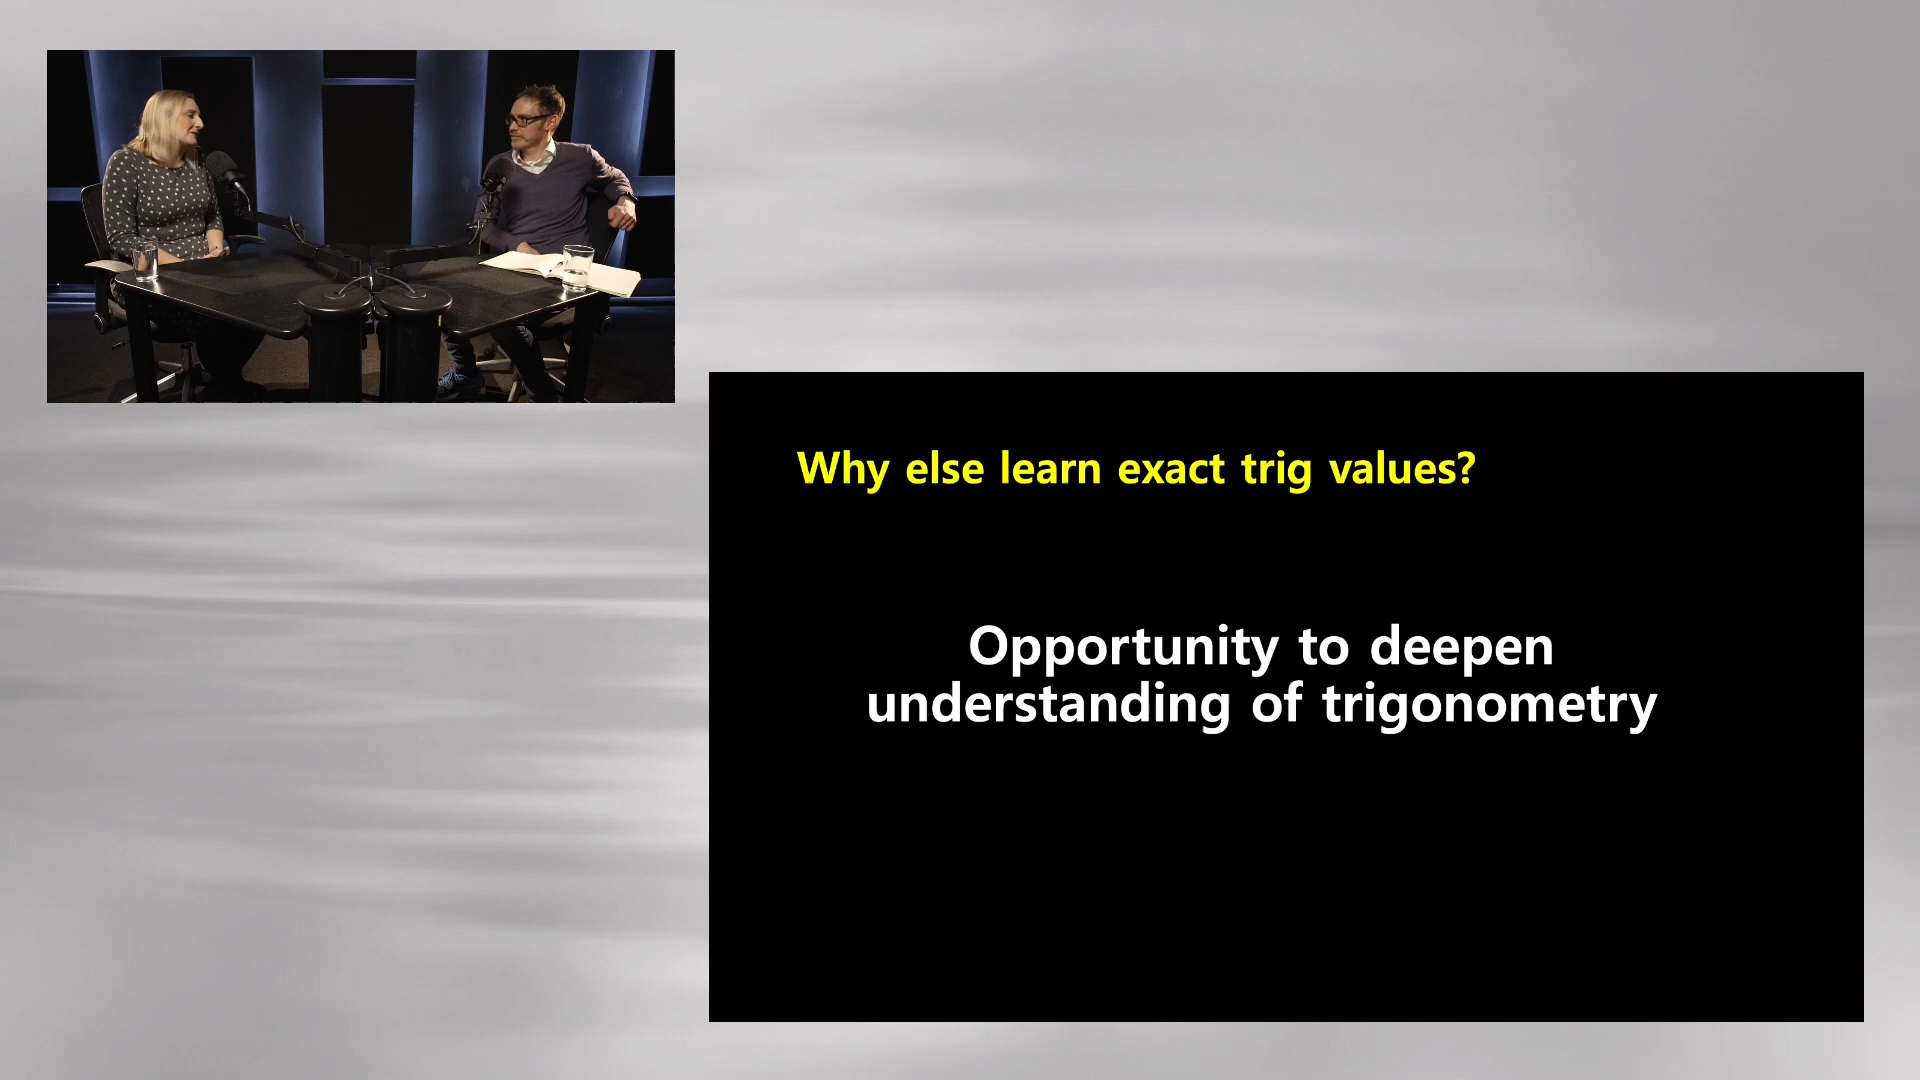 Why else learn exact trig values?
Opportunity to deepen
understanding of trigonometry